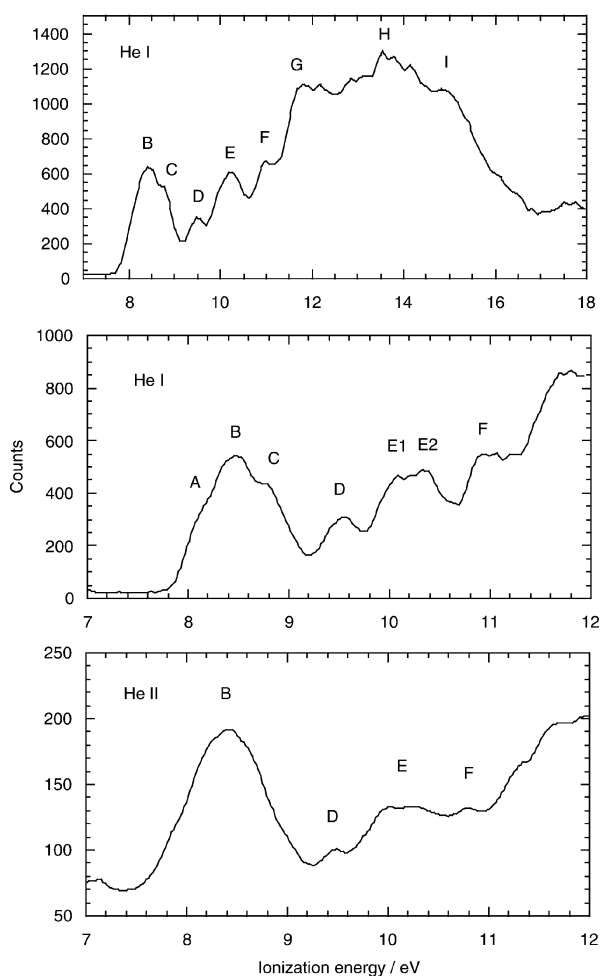 1400
1200
1000
800
600
400
200
0
He I
B
C
D
E
F
G
H
I
8 10 12 14 16 18
1000
800
600
400
200
0
Counts
He I
A
B
C
D
E1 E2
F
7 8 9 10 11 12
250
200
150
100
50
He II
B
D
E
F
7 8 9 10 11 12
Ionization energy / eV